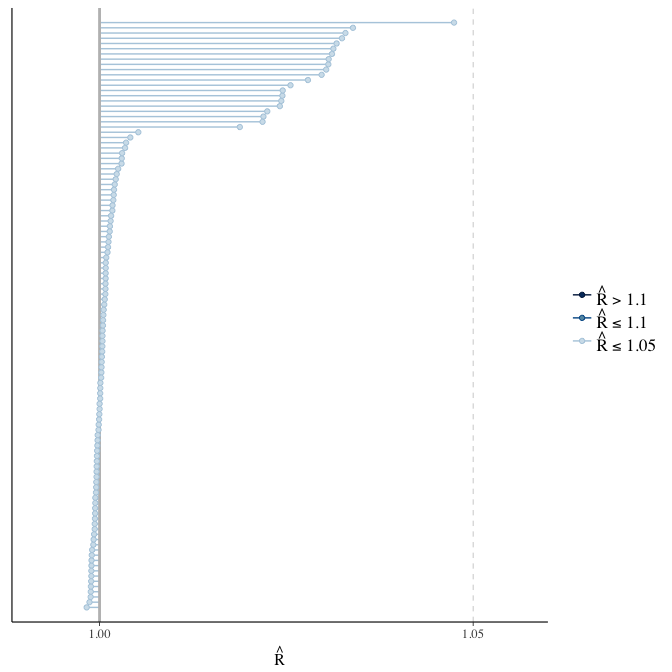 R̂ > 1.1
R̂ ≤ 1.1
R̂ ≤ 1.05
1.00 1.05
R̂